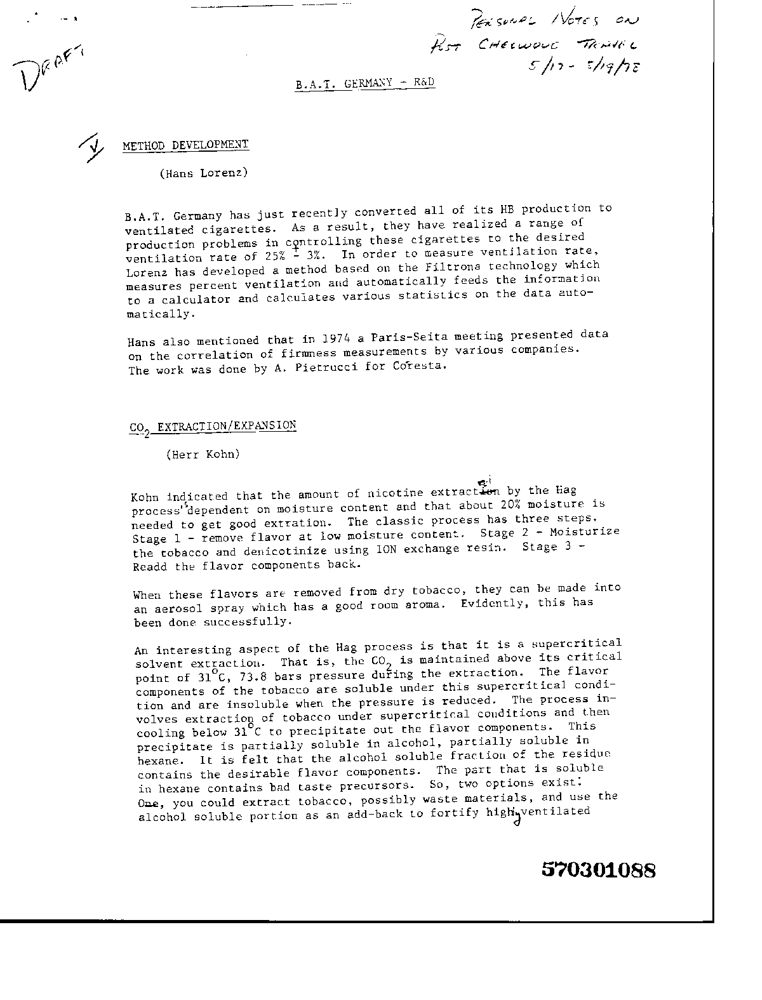 PERSONAL NOTES ON
POST CHELWOOD TRAVEL
5/17 - 5/19/78
DRAFT
B.A.T. GERMANY - R&D
V METHOD DEVELOPMENT
(Hans Lorenz)
B.A.T. Germany has just recently converted all of its HB production to
ventilated cigarettes. As a result, they have realized a range of
production problems in controlling these cigarettes to the desired
ventilation rate of 25% ± 3%. In order to measure ventilation rate,
Lorenz has developed a method based on the Filtrona technology which
measures percent ventilation and automatically feeds the information
to a calculator and calculates various statistics on the data auto-
matically.
Hans also mentioned that in 1974 a Paris-Seita meeting presented data
on the correlation of firmness measurements by various companies.
The work was done by A. Pietrucci for Coresta.
CO2 EXTRACTION/EXPANSION
(Herr Kohn)
Kohn indicated that the amount of nicotine extraction by the Hag
process is dependent on moisture content and that about 20% moisture is
needed to get good extration. The classic process has three steps.
Stage 1 - remove flavor at low moisture content. Stage 2 - Moisturize
the tobacco and denicotinize using ION exchange resin. Stage 3 -
Readd the flavor components back.
When these flavors are removed from dry tobacco, they can be made into
an aerosol spray which has a good room aroma. Evidently, this has
been done successfully.
An interesting aspect of the Hag process is that it is a supercritical
solvent extraction. That is, the CO2 is maintained above its critical
point of 31°C, 73.8 bars pressure during the extraction. The flavor
components of the tobacco are soluble under this supercritical condi-
tion and are insoluble when the pressure is reduced. The process in-
volves extraction of tobacco under supercritical conditions and then
cooling below 31°C to precipitate out the flavor components. This
precipitate is partially soluble in alcohol, partially soluble in
hexane. It is felt that the alcohol soluble fraction of the residue
contains the desirable flavor components. The part that is soluble
in hexane contains bad taste precursors. So, two options exist:
One, you could extract tobacco, possibly waste materials, and use the
alcohol soluble portion as an add-back to fortify highly ventilated
570301088